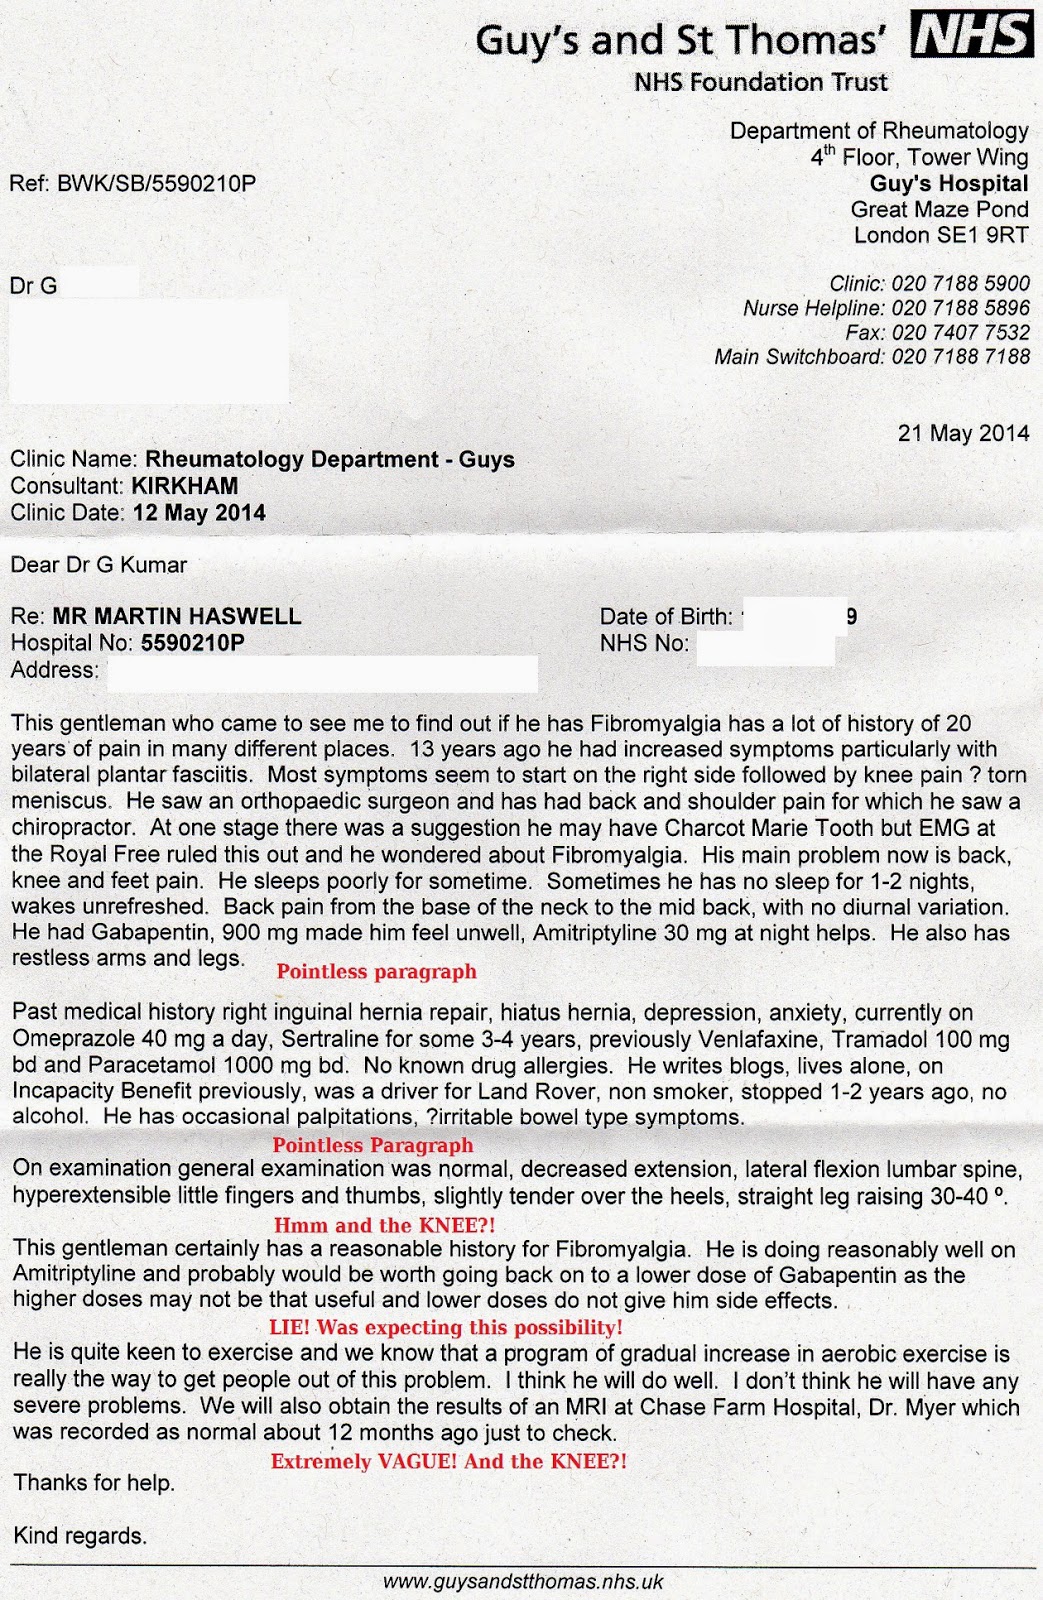 Guy's and St Thomas' NHS
NHS Foundation Trust
Department of Rheumatology
4th Floor, Tower Wing
Guy's Hospital
Great Maze Pond
London SE1 9RT
Ref: BWK/SB/5590210P
Dr G
Clinic: 020 7188 5900
Nurse Helpline: 020 7188 5896
Fax: 020 7407 7532
Main Switchboard: 020 7188 7188
21 May 2014
Clinic Name: Rheumatology Department - Guys
Consultant: KIRKHAM
Clinic Date: 12 May 2014
Dear Dr G Kumar
Re: MR MARTIN HASWELL
Date of Birth: 9
Hospital No: 5590210P
NHS No:
Address:
This gentleman who came to see me to find out if he has Fibromyalgia has a lot of history of 20
years of pain in many different places. 13 years ago he had increased symptoms particularly with
bilateral plantar fasciitis. Most symptoms seem to start on the right side followed by knee pain ? torn
meniscus. He saw an orthopaedic surgeon and has had back and shoulder pain for which he saw a
chiropractor. At one stage there was a suggestion he may have Charcot Marie Tooth but EMG at
the Royal Free ruled this out and he wondered about Fibromyalgia. His main problem now is back,
knee and feet pain. He sleeps poorly for sometime. Sometimes he has no sleep for 1-2 nights,
wakes unrefreshed. Back pain from the base of the neck to the mid back, with no diurnal variation.
He had Gabapentin, 900 mg made him feel unwell, Amitriptyline 30 mg at night helps. He also has
restless arms and legs.
Pointless paragraph
Past medical history right inguinal hernia repair, hiatus hernia, depression, anxiety, currently on
Omeprazole 40 mg a day, Sertraline for some 3-4 years, previously Venlafaxine, Tramadol 100 mg
bd and Paracetamol 1000 mg bd. No known drug allergies. He writes blogs, lives alone, on
Incapacity Benefit previously, was a driver for Land Rover, non smoker, stopped 1-2 years ago, no
alcohol. He has occasional palpitations, ?irritable bowel type symptoms.
Pointless Paragraph
On examination general examination was normal, decreased extension, lateral flexion lumbar spine,
hyperextensible little fingers and thumbs, slightly tender over the heels, straight leg raising 30-40 º.
Hmm and the KNEE?!
This gentleman certainly has a reasonable history for Fibromyalgia. He is doing reasonably well on
Amitriptyline and probably would be worth going back on to a lower dose of Gabapentin as the
higher doses may not be that useful and lower doses do not give him side effects.
LIE! Was expecting this possibility!
He is quite keen to exercise and we know that a program of gradual increase in aerobic exercise is
really the way to get people out of this problem. I think he will do well. I don't think he will have any
severe problems. We will also obtain the results of an MRI at Chase Farm Hospital, Dr. Myer which
was recorded as normal about 12 months ago just to check.
Extremely VAGUE! And the KNEE?!
Thanks for help.
Kind regards.
www.guysandstthomas.nhs.uk